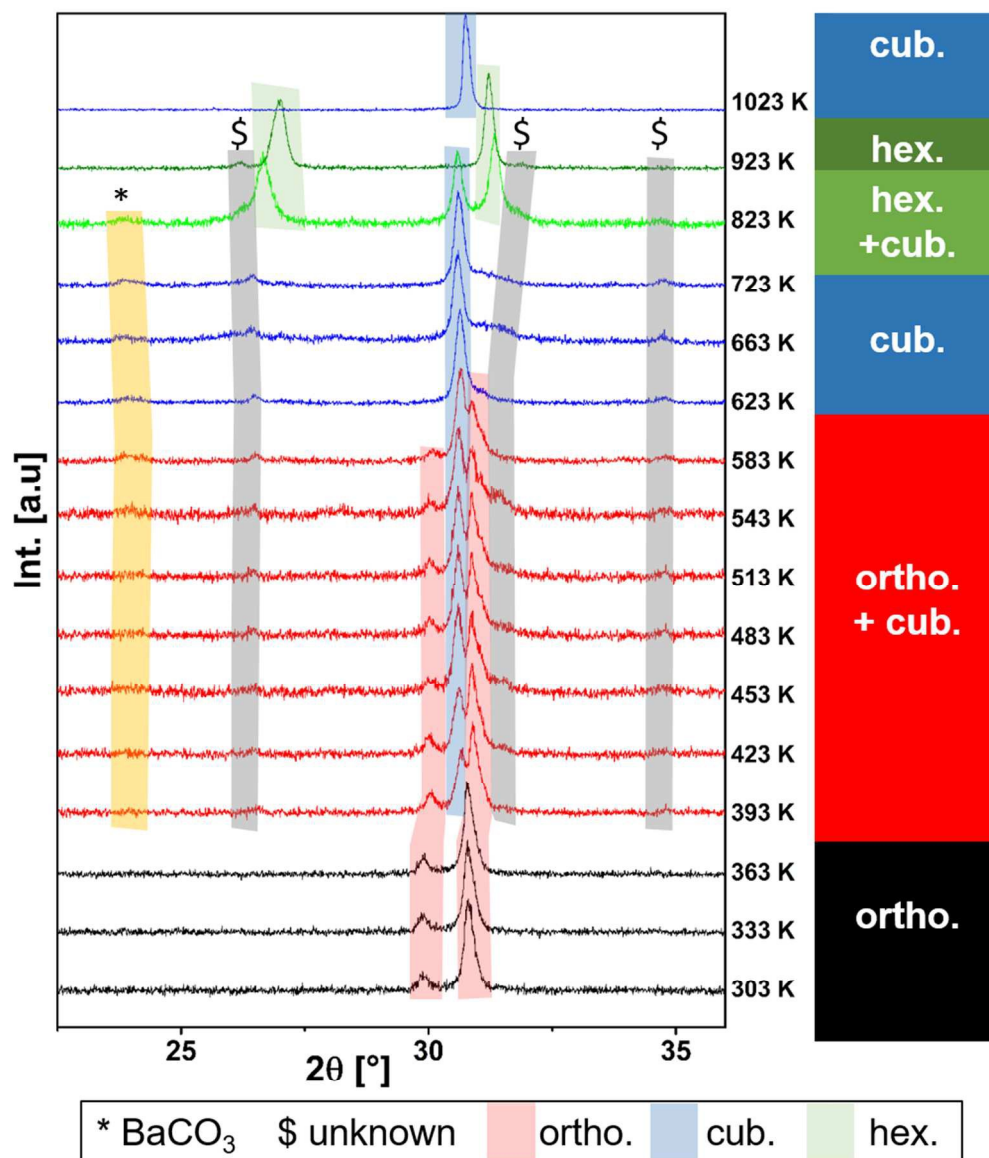 cub.
1023 K
$
$
$
hex.
923 K
*
hex.
+cub.
823 K
723 K
cub.
663 K
623 K
583 K
543 K
ortho.
+ cub.
513 K
483 K
453 K
423 K
393 K
363 K
ortho.
333 K
303 K
Int. [a.u]
25
30
35
2θ [°]
* BaCO₃ $ unknown ortho. cub. hex.